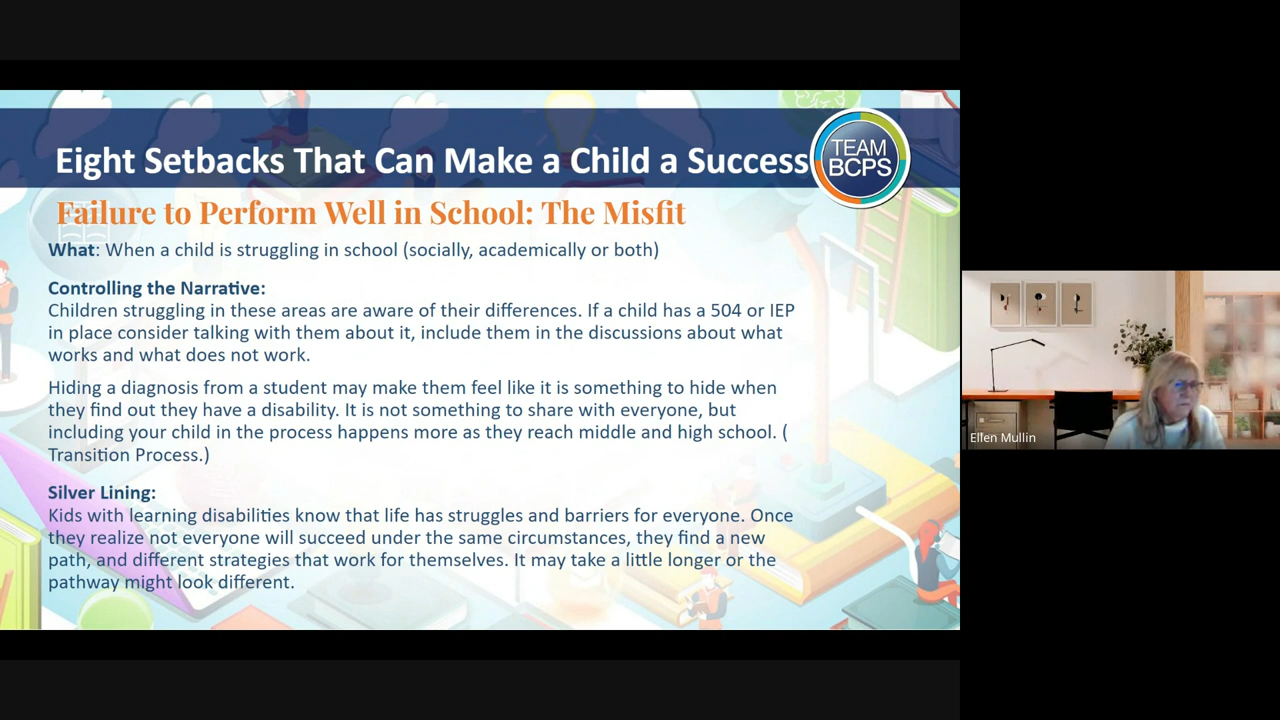 Eight Setbacks That Can Make a Child a Success
TEAM
BCPS
Failure to Perform Well in School: The Misfit
What: When a child is struggling in school (socially, academically or both)
Controlling the Narrative:
Children struggling in these areas are aware of their differences. If a child has a 504 or IEP
in place consider talking with them about it, include them in the discussions about what
works and what does not work.
Hiding a diagnosis from a student may make them feel like it is something to hide when
they find out they have a disability. It is not something to share with everyone, but
including your child in the process happens more as they reach middle and high school. (
Transition Process.)
Silver Lining:
Kids with learning disabilities know that life has struggles and barriers for everyone. Once
they realize not everyone will succeed under the same circumstances, they find a new
path, and different strategies that work for themselves. It may take a little longer or the
pathway might look different.
Ellen Mullin